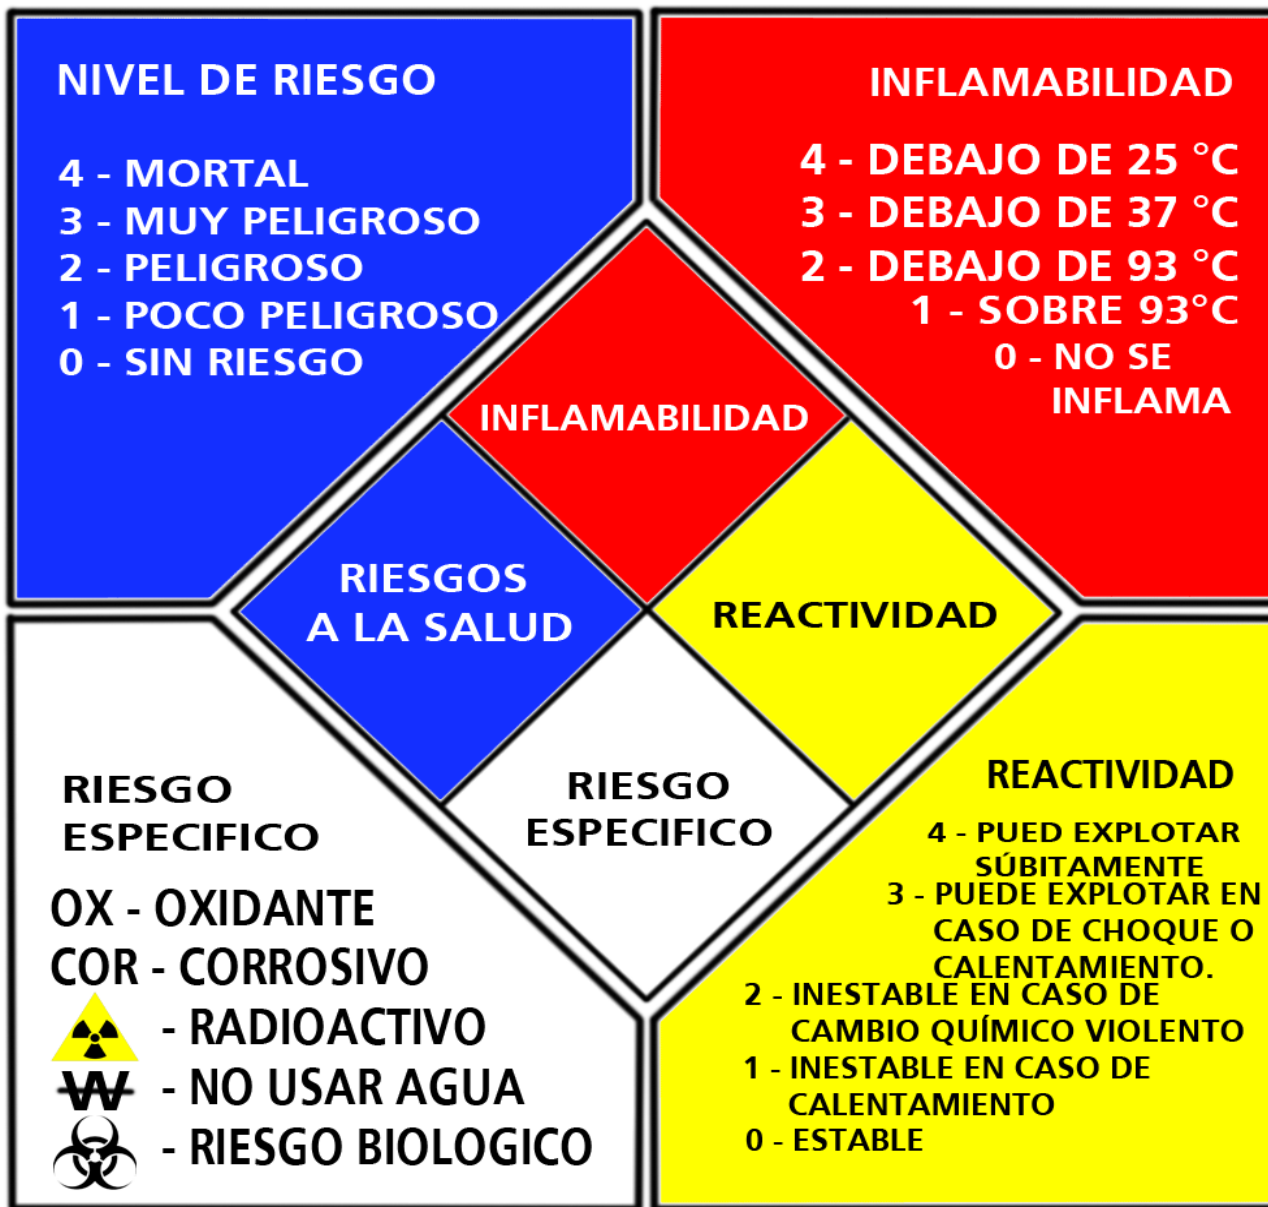 NIVEL DE RIESGO
4 - MORTAL
3 - MUY PELIGROSO
2 - PELIGROSO
1 - POCO PELIGROSO
0 - SIN RIESGO
INFLAMABILIDAD
4 - DEBAJO DE 25 °C
3 - DEBAJO DE 37 °C
2 - DEBAJO DE 93 °C
1 - SOBRE 93°C
0 - NO SE
INFLAMA
INFLAMABILIDAD
RIESGOS
A LA SALUD
REACTIVIDAD
RIESGO
ESPECIFICO
RIESGO
ESPECIFICO
OX - OXIDANTE
COR - CORROSIVO
- RADIOACTIVO
W - NO USAR AGUA
- RIESGO BIOLOGICO
REACTIVIDAD
4 - PUED EXPLOTAR
SÚBITAMENTE
3 - PUEDE EXPLOTAR EN
CASO DE CHOQUE O
CALENTAMIENTO.
2 - INESTABLE EN CASO DE
CAMBIO QUÍMICO VIOLENTO
1 - INESTABLE EN CASO DE
CALENTAMIENTO
0 - ESTABLE